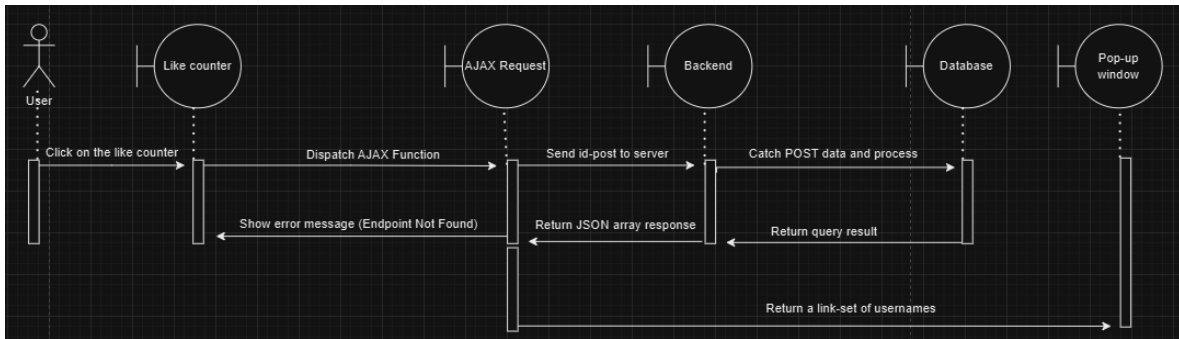 Like counter
AJAX Request
Backend
Database
Pop-up
window
User
Click on the like counter
Dispatch AJAX Function
Send id-post to server
Catch POST data and process
Show error message (Endpoint Not Found)
Return JSON array response
Return query result
Return a link-set of usernames